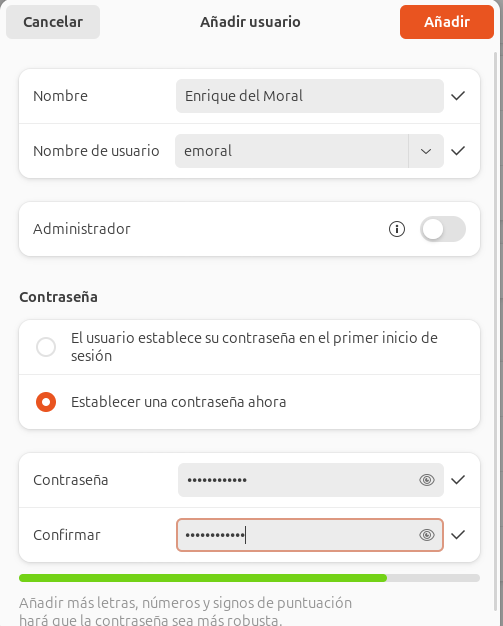 Cancelar Añadir usuario Añadir
Nombre Enrique del Moral
Nombre de usuario emoral
Administrador
Contraseña
El usuario establece su contraseña en el primer inicio de
sesión
Establecer una contraseña ahora
Contraseña ••••••••••••
Confirmar ••••••••••••
Añadir más letras, números y signos de puntuación
hará que la contraseña sea más robusta.